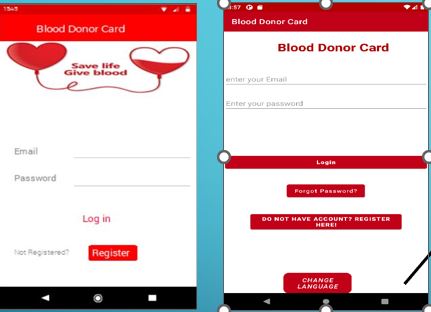 15:45
Blood Donor Card
Save life
Give blood
Email
Password
Log in
Not Registered?
Register
Blood Donor Card
Blood Donor Card
enter your Email
Enter your password
Login
Forgot Password?
DO NOT HAVE ACCOUNT? REGISTER
HERE!
CHANGE
LANGUAGE